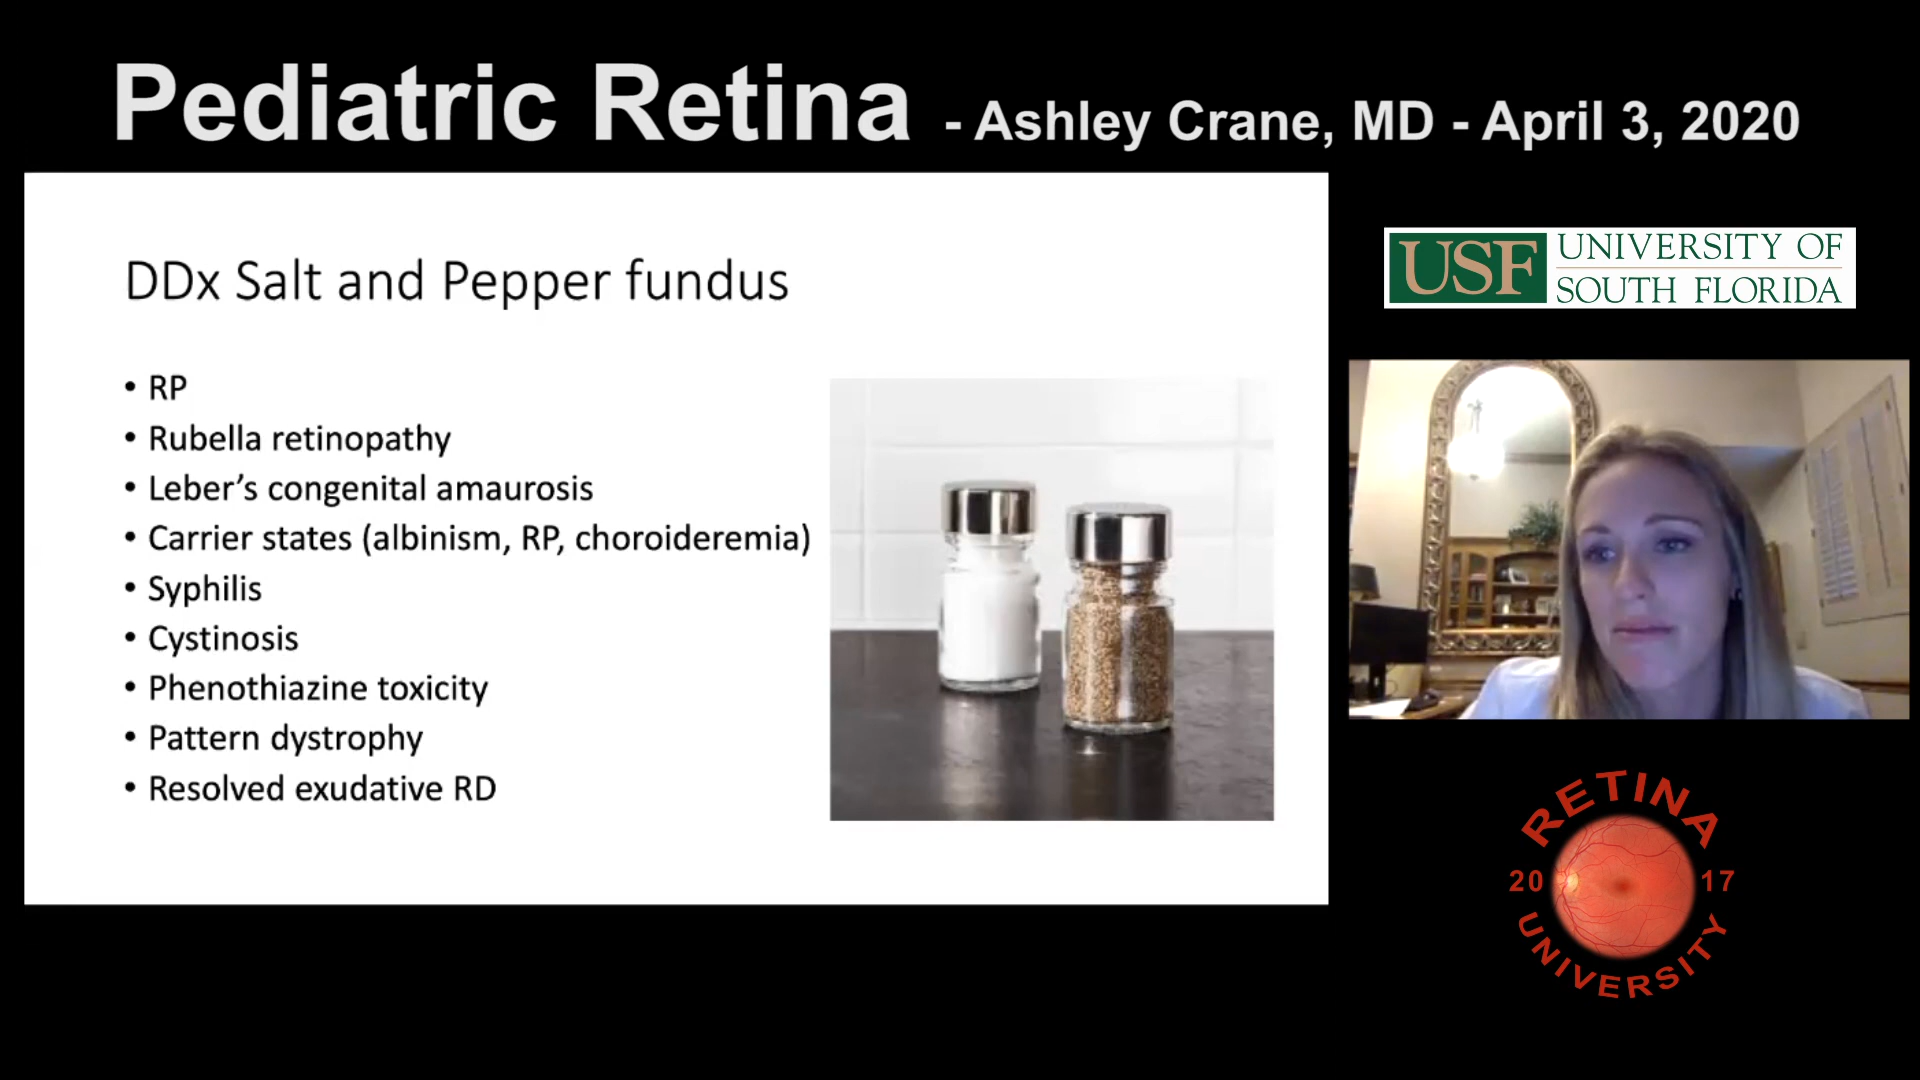 Pediatric Retina - Ashley Crane, MD - April 3, 2020
DDx Salt and Pepper fundus
• RP
• Rubella retinopathy
• Leber’s congenital amaurosis
• Carrier states (albinism, RP, choroideremia)
• Syphilis
• Cystinosis
• Phenothiazine toxicity
• Pattern dystrophy
• Resolved exudative RD
USF UNIVERSITY OF
SOUTH FLORIDA
RETINA
20 17
UNIVERSITY